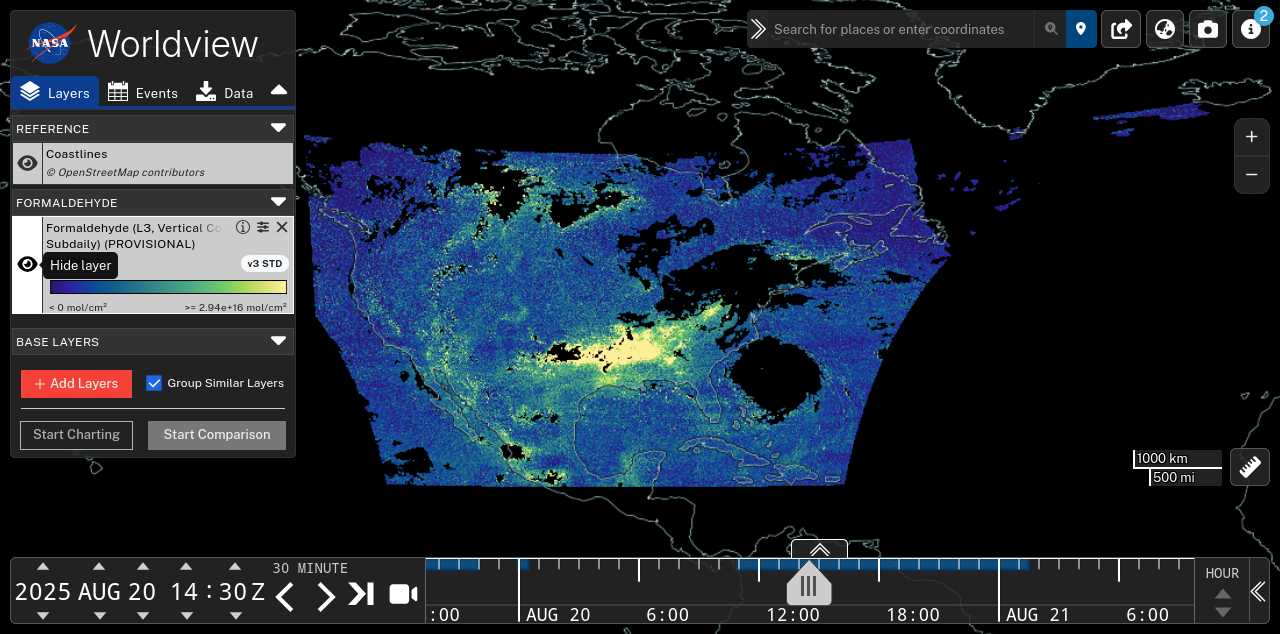 NASA
Worldview
Layers
Events
Data
REFERENCE
Coastlines
© OpenStreetMap contributors
FORMALDEHYDE
Formaldehyde (L3, Vertical Co
Subdaily) (PROVISIONAL)
Hide layer
v3 STD
< 0 mol/cm²
>= 2.94e+16 mol/cm²
BASE LAYERS
+ Add Layers
Group Similar Layers
Start Charting
Start Comparison
Search for places or enter coordinates
2
+
−
1000 km
500 mi
2025 AUG 20 14 : 30 Z
30 MINUTE
:00
AUG 20
6:00
12:00
18:00
AUG 21
6:00
HOUR